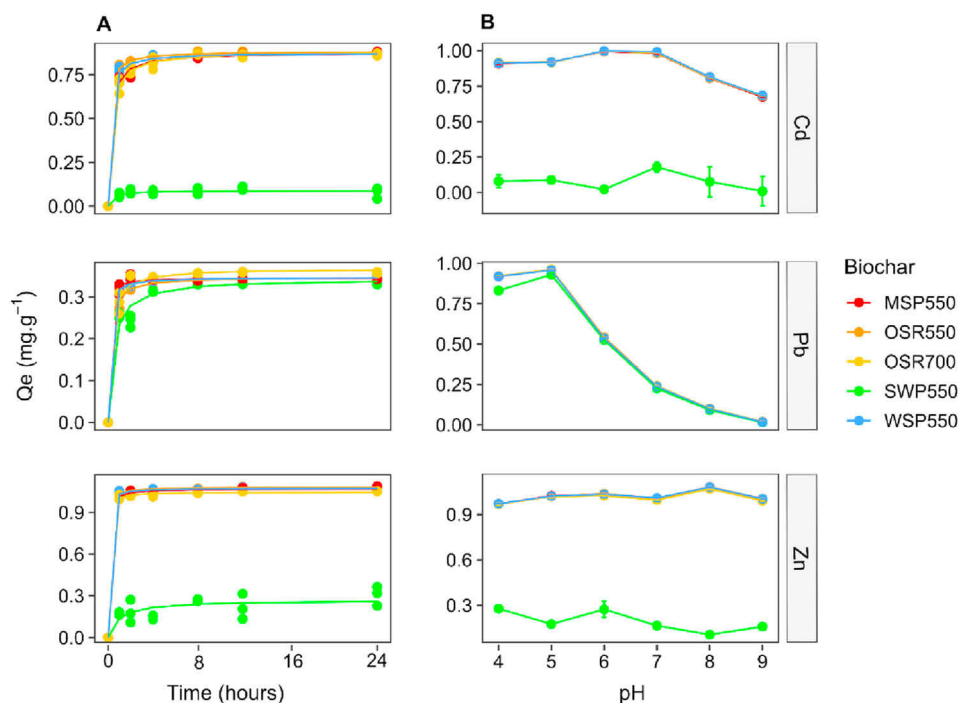 A
B
0.75
0.50
0.25
0.00
1.00
0.75
0.50
0.25
0.00
Cd
0.3
0.2
0.1
0.0
1.00
0.75
0.50
0.25
0.00
Pb
0.9
0.6
0.3
0.0
0.9
0.6
0.3
Zn
Qe (mg.g⁻¹)
0 8 16 24
4 5 6 7 8 9
Time (hours)
pH
Biochar
MSP550
OSR550
OSR700
SWP550
WSP550